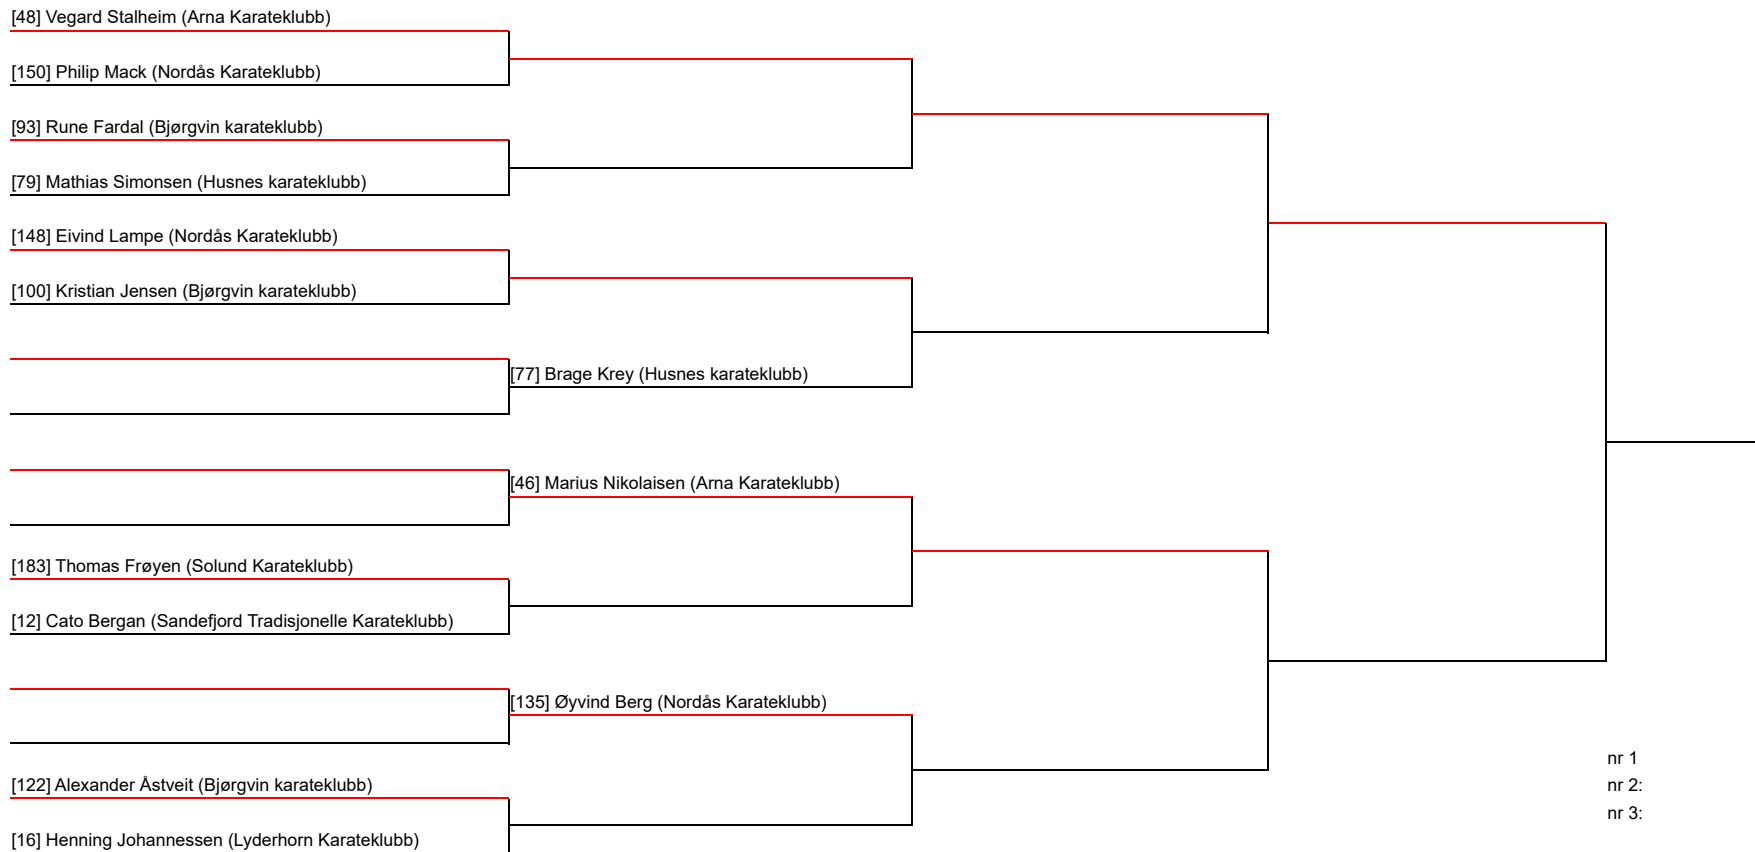 [48] Vegard Stalheim (Arna Karateklubb)
[150] Philip Mack (Nordås Karateklubb)
[93] Rune Fardal (Bjørgvin karateklubb)
[79] Mathias Simonsen (Husnes karateklubb)
[148] Eivind Lampe (Nordås Karateklubb)
[100] Kristian Jensen (Bjørgvin karateklubb)
[77] Brage Krey (Husnes karateklubb)
[46] Marius Nikolaisen (Arna Karateklubb)
[183] Thomas Frøyen (Solund Karateklubb)
[12] Cato Bergan (Sandefjord Tradisjonelle Karateklubb)
[135] Øyvind Berg (Nordås Karateklubb)
[122] Alexander Åstveit (Bjørgvin karateklubb)
[16] Henning Johannessen (Lyderhorn Karateklubb)
nr 1
nr 2:
nr 3: